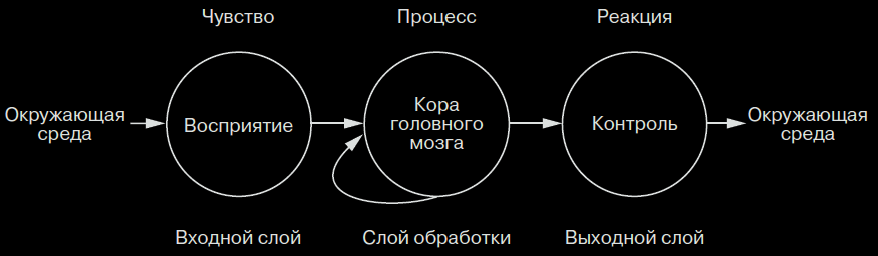 Чувство
Процесс
Реакция
Окружающая
среда
Восприятие
Кора
головного
мозга
Контроль
Окружающая
среда
Входной слой
Слой обработки
Выходной слой